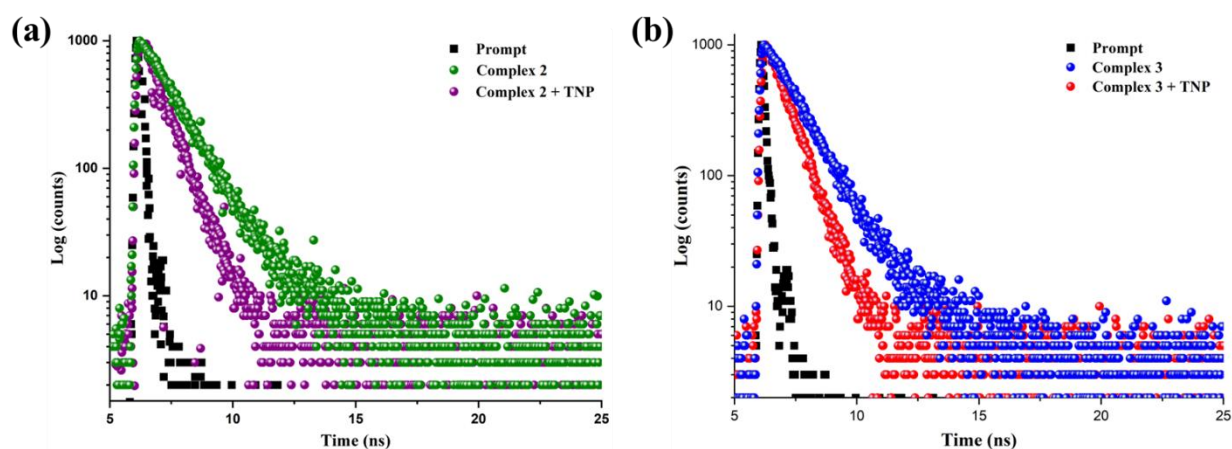 (a)
Log (counts)
1000
100
10
Prompt
Complex 2
Complex 2 + TNP
5
10
15
20
25
Time (ns)
(b)
Log (counts)
1000
100
10
Prompt
Complex 3
Complex 3 + TNP
5
10
15
20
25
Time (ns)